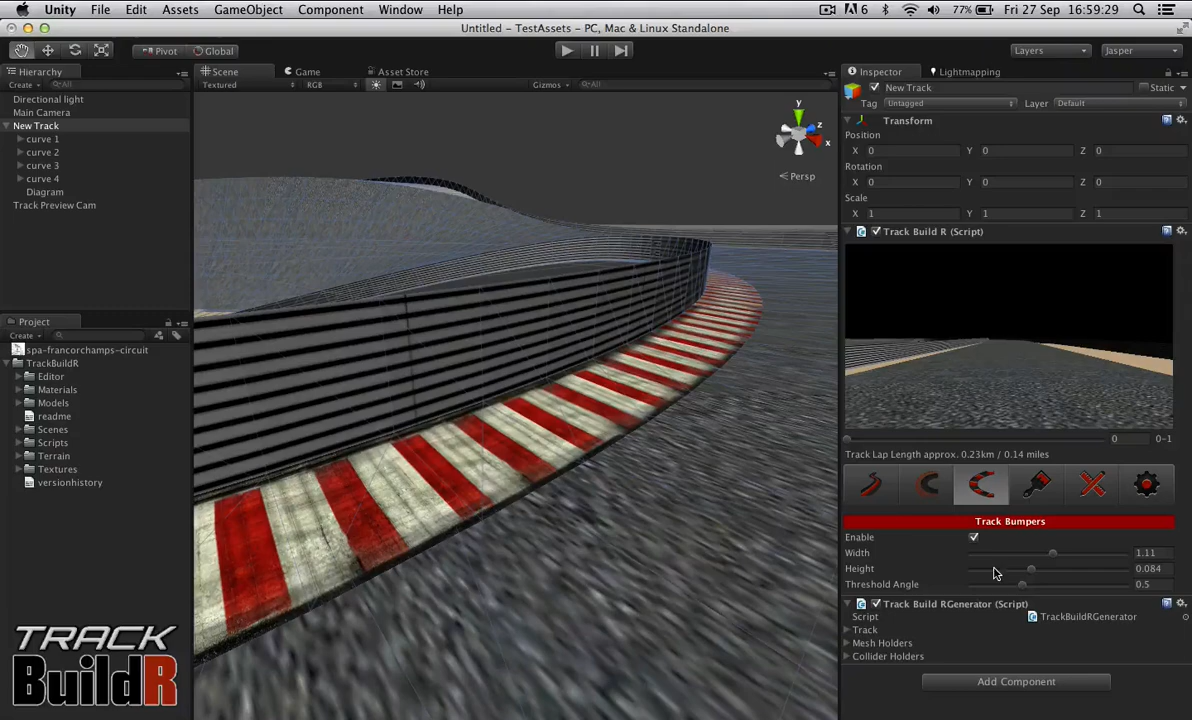 Unity File Edit Assets GameObject Component Window Help 6 77% Fri 27 Sep 16:59:29
Untitled - TestAssets - PC, Mac & Linux Standalone
Pivot Global Layers Jasper
Hierarchy Scene Game Asset Store Inspector Lightmapping
Create All Textured RGB Gizmos All New Track Static
Tag Untagged Layer Default
Directional light
Main Camera
New Track
curve 1
curve 2
curve 3
curve 4
Diagram
Track Preview Cam
y
z
x
Persp
Transform
Position
X 0 Y 0 Z 0
Rotation
X 0 Y 0 Z 0
Scale
X 1 Y 1 Z 1
Track Build R (Script)
Project
Create
spa-francorchamps-circuit
TrackBuildR
Editor
Materials
Models
readme
Scenes
Scripts
Terrain
Textures
versionhistory
0 0-1
Track Lap Length approx. 0.23km / 0.14 miles
Track Bumpers
Enable
Width 1.11
Height 0.084
Threshold Angle 0.5
Track Build RGenerator (Script)
Script TrackBuildRGenerator
Track
Mesh Holders
Collider Holders
Add Component
TRACK
BuildR